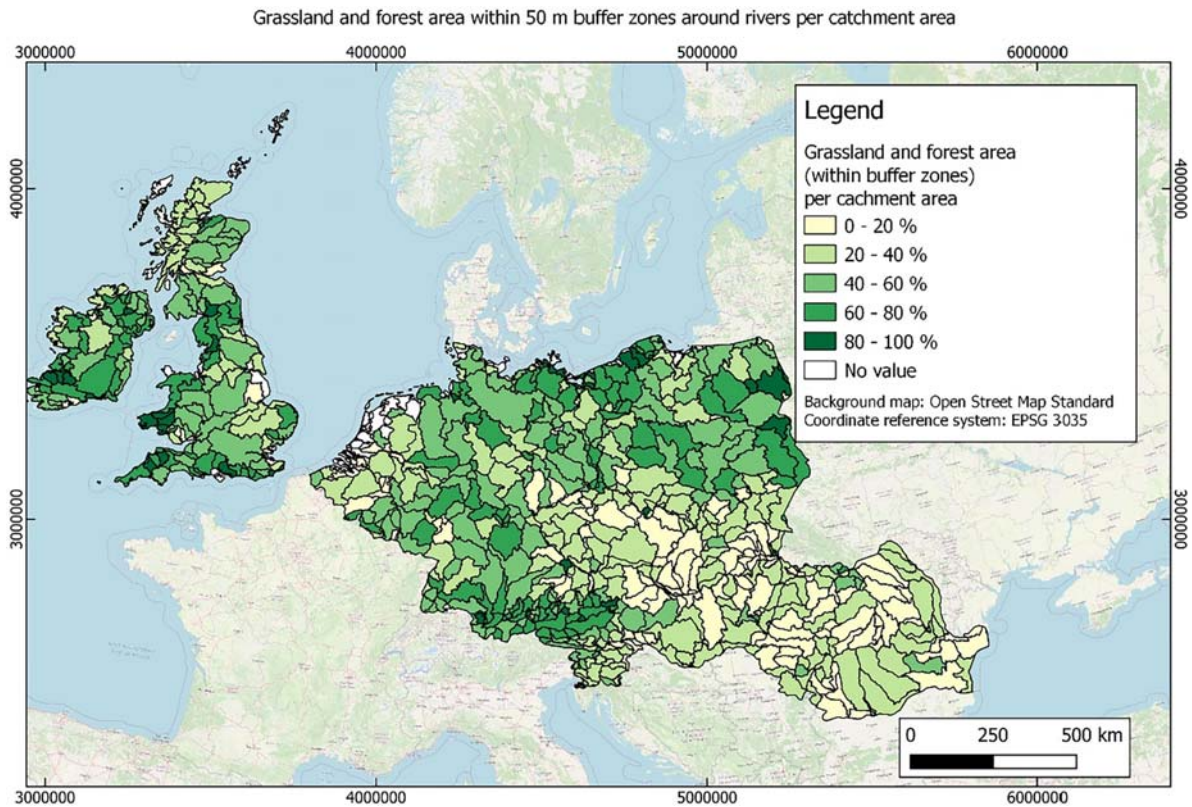 Grassland and forest area within 50 m buffer zones around rivers per catchment area
3000000 4000000 5000000 6000000
4000000 4000000
3000000 3000000
Legend
Grassland and forest area
(within buffer zones)
per cachment area
0 - 20 %
20 - 40 %
40 - 60 %
60 - 80 %
80 - 100 %
No value
Background map: Open Street Map Standard
Coordinate reference system: EPSG 3035
0 250 500 km
3000000 4000000 5000000 6000000